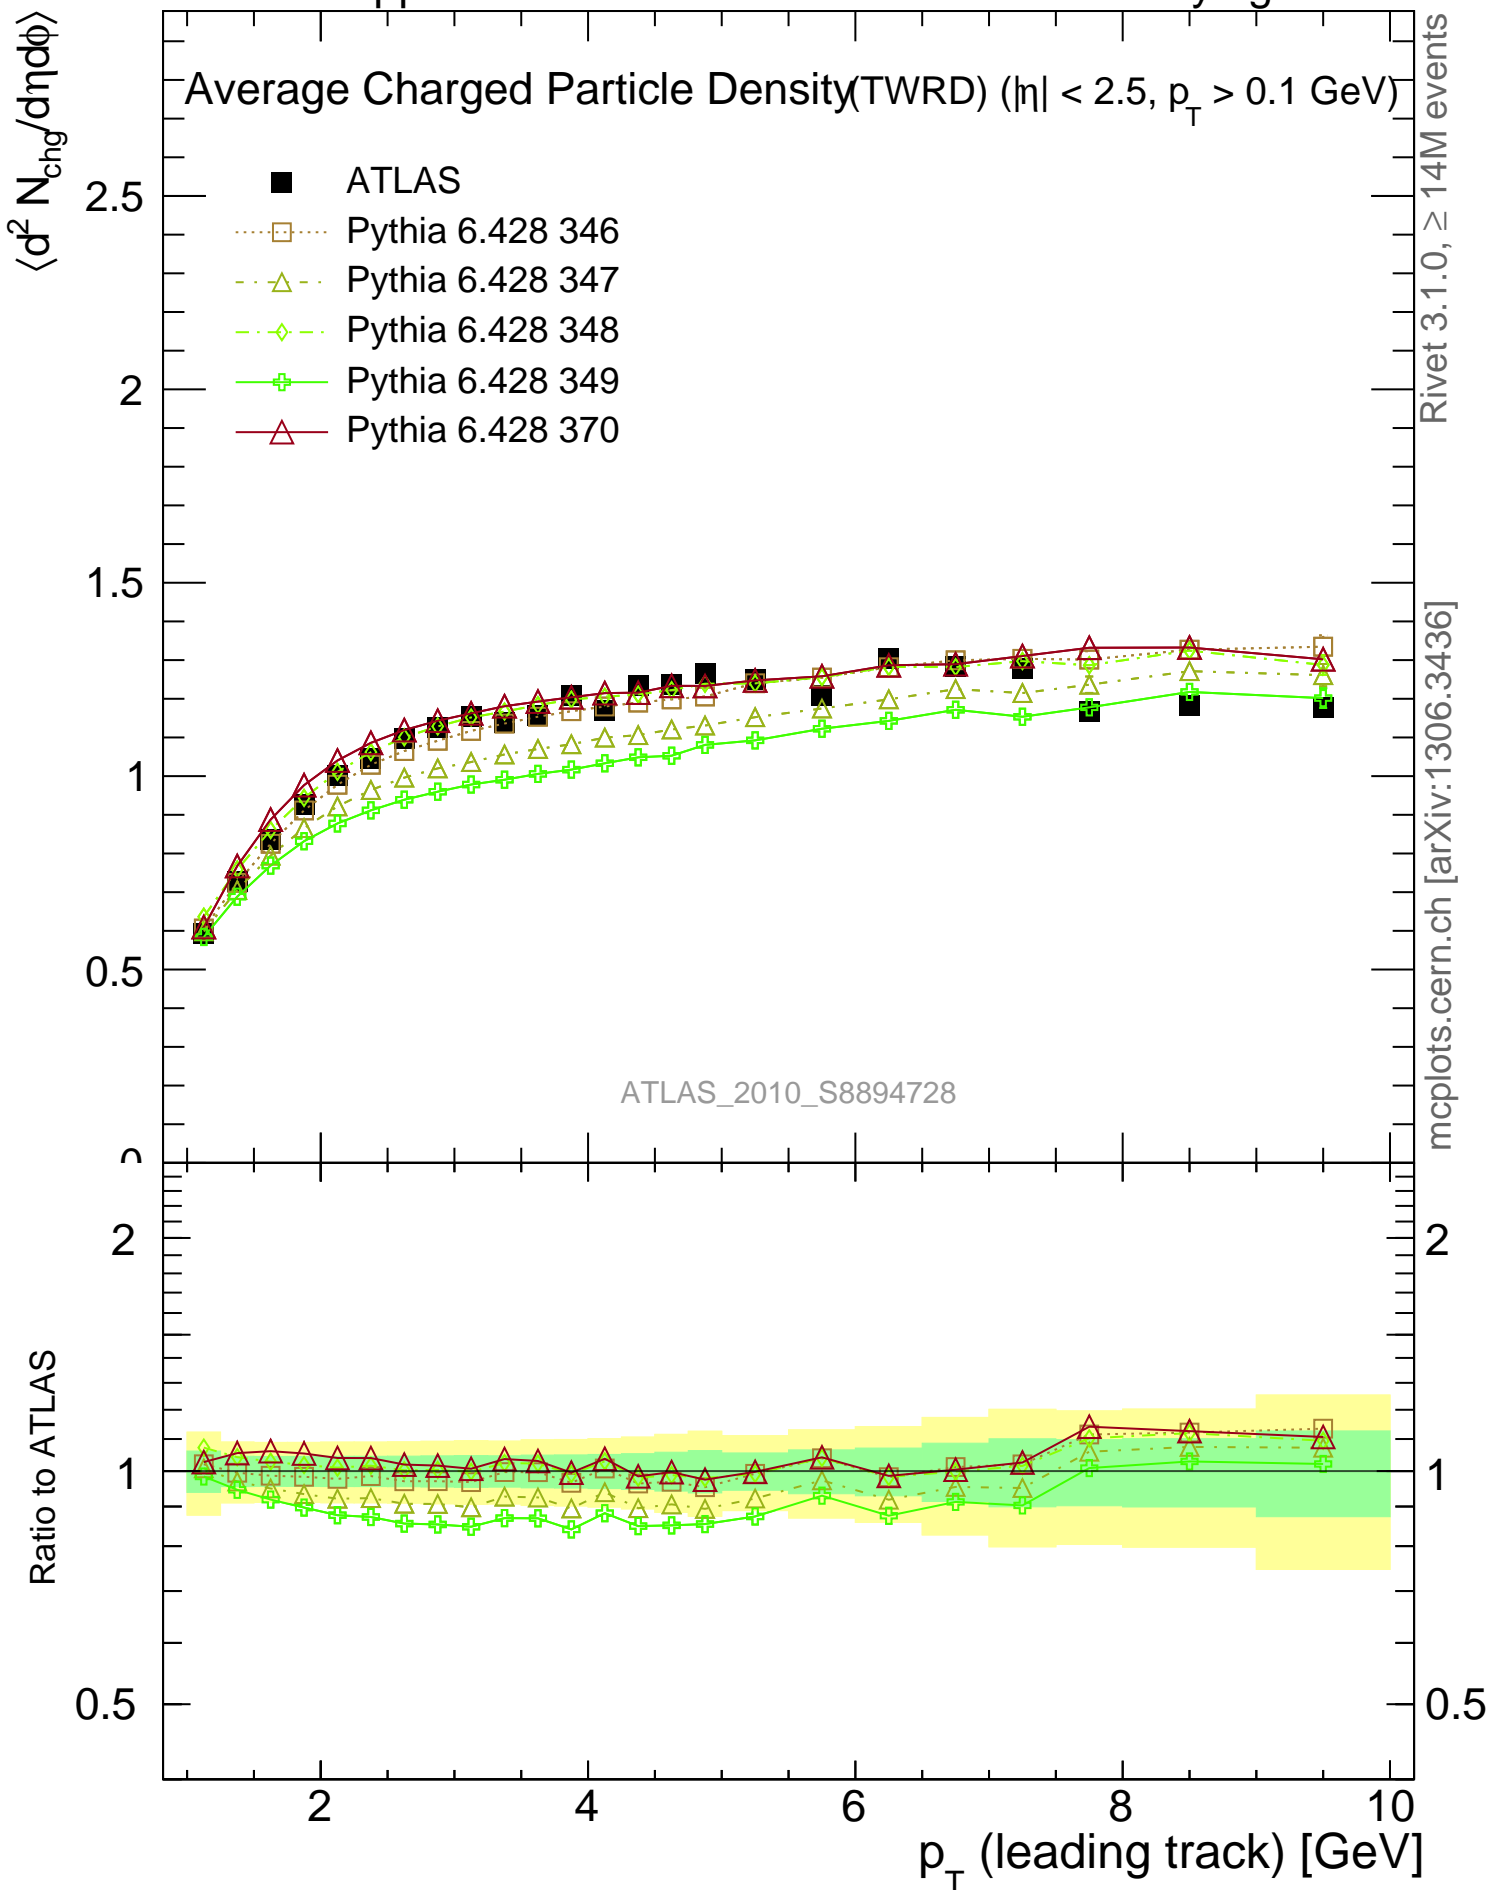 Average Charged Particle Density (TWRD) (|η| < 2.5, p_T > 0.1 GeV)
⟨d² N_chg/dηdϕ⟩
ATLAS
Pythia 6.428 346
Pythia 6.428 347
Pythia 6.428 348
Pythia 6.428 349
Pythia 6.428 370
2.5
2
1.5
1
0.5
0
ATLAS_2010_S8894728
Rivet 3.1.0, ≥ 14M events
mcplots.cern.ch [arXiv:1306.3436]
Ratio to ATLAS
2
1
0.5
2
1
0.5
2 4 6 8 10
p_T (leading track) [GeV]